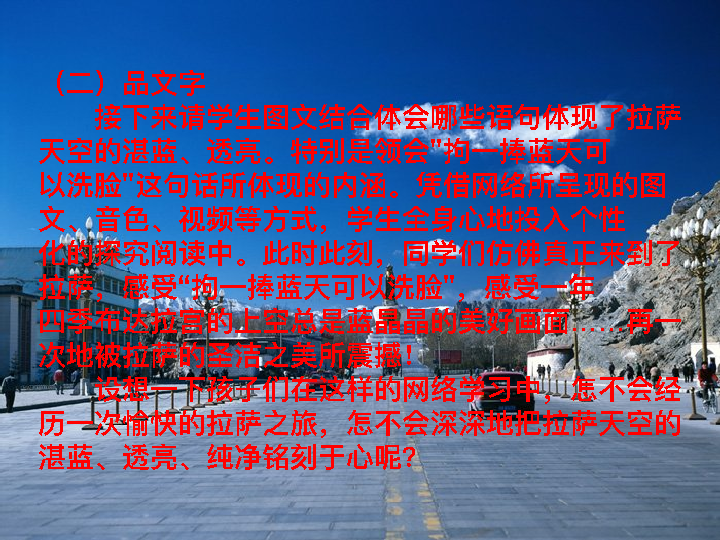 （二）品文字
接下来请学生图文结合体会哪些语句体现了拉萨
天空的湛蓝、透亮。特别是领会"拘一捧蓝天可
以洗脸"这句话所体现的内涵。凭借网络所呈现的图
文、音色、视频等方式，学生全身心地投入个性
化的探究阅读中。此时此刻，同学们仿佛真正来到了
拉萨，感受“拘一捧蓝天可以洗脸”，感受一年
四季布达拉宫的上空总是蓝晶晶的美好画面……再一
次地被拉萨的圣洁之美所震撼！
设想一下孩子们在这样的网络学习中，怎不会经
历一次愉快的拉萨之旅，怎不会深深地把拉萨天空的
湛蓝、透亮、纯净铭刻于心呢?